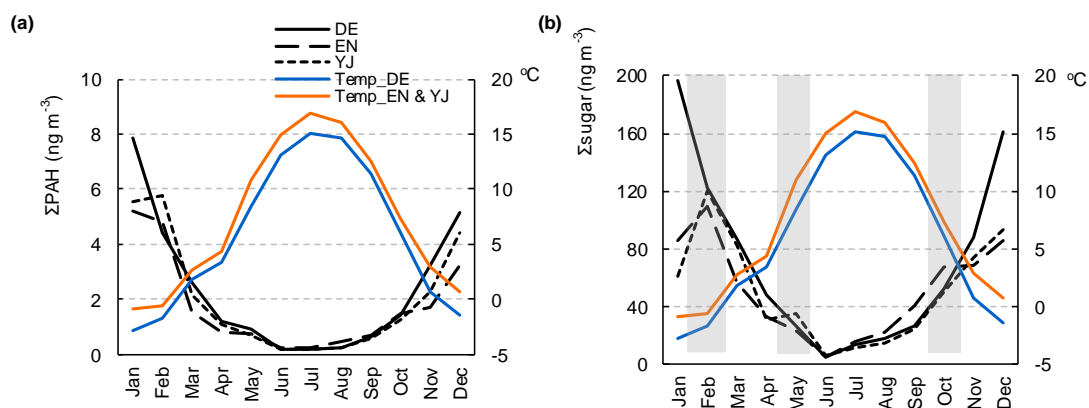 (a)
DE
EN
YJ
Temp_DE
Temp_EN & YJ
ΣPAH (ng m⁻³)
10
8
6
4
2
0
20
15
10
5
0
-5
ºC
Jan
Feb
Mar
Apr
May
Jun
Jul
Aug
Sep
Oct
Nov
Dec
(b)
Σsugar (ng m⁻³)
200
160
120
80
40
0
20
15
10
5
0
-5
ºC
Jan
Feb
Mar
Apr
May
Jun
Jul
Aug
Sep
Oct
Nov
Dec